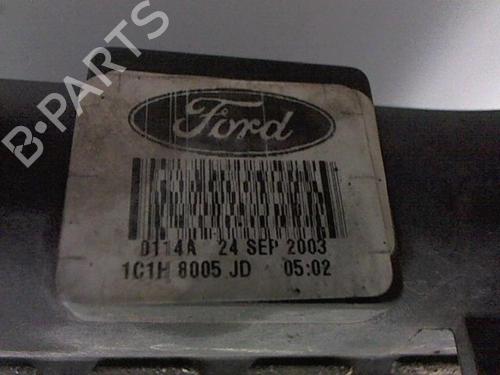 B-PARTS
Ford
0114A 24 SEP 2003
1C1H 8005 JD 05:02